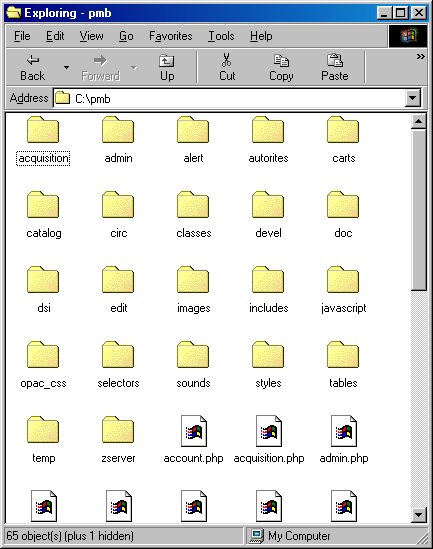 Exploring - pmb
File Edit View Go Favorites Tools Help
Back Forward Up Cut Copy Paste »
Address C:\pmb
acquisition admin alert autorites carts
catalog circ classes devel doc
dsi edit images includes javascript
opac_css selectors sounds styles tables
temp zserver account.php acquisition.php admin.php
65 object(s) (plus 1 hidden) My Computer